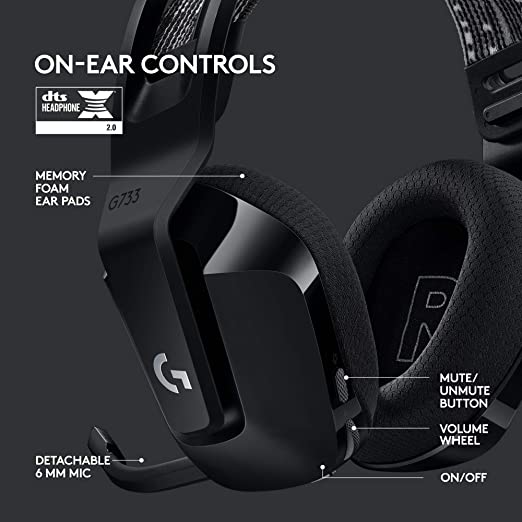 ON-EAR CONTROLS
dts
HEADPHONE X
2.0
MEMORY
FOAM
EAR PADS
G733
R
G
MUTE/
UNMUTE
BUTTON
VOLUME
WHEEL
DETACHABLE
6 MM MIC
ON/OFF